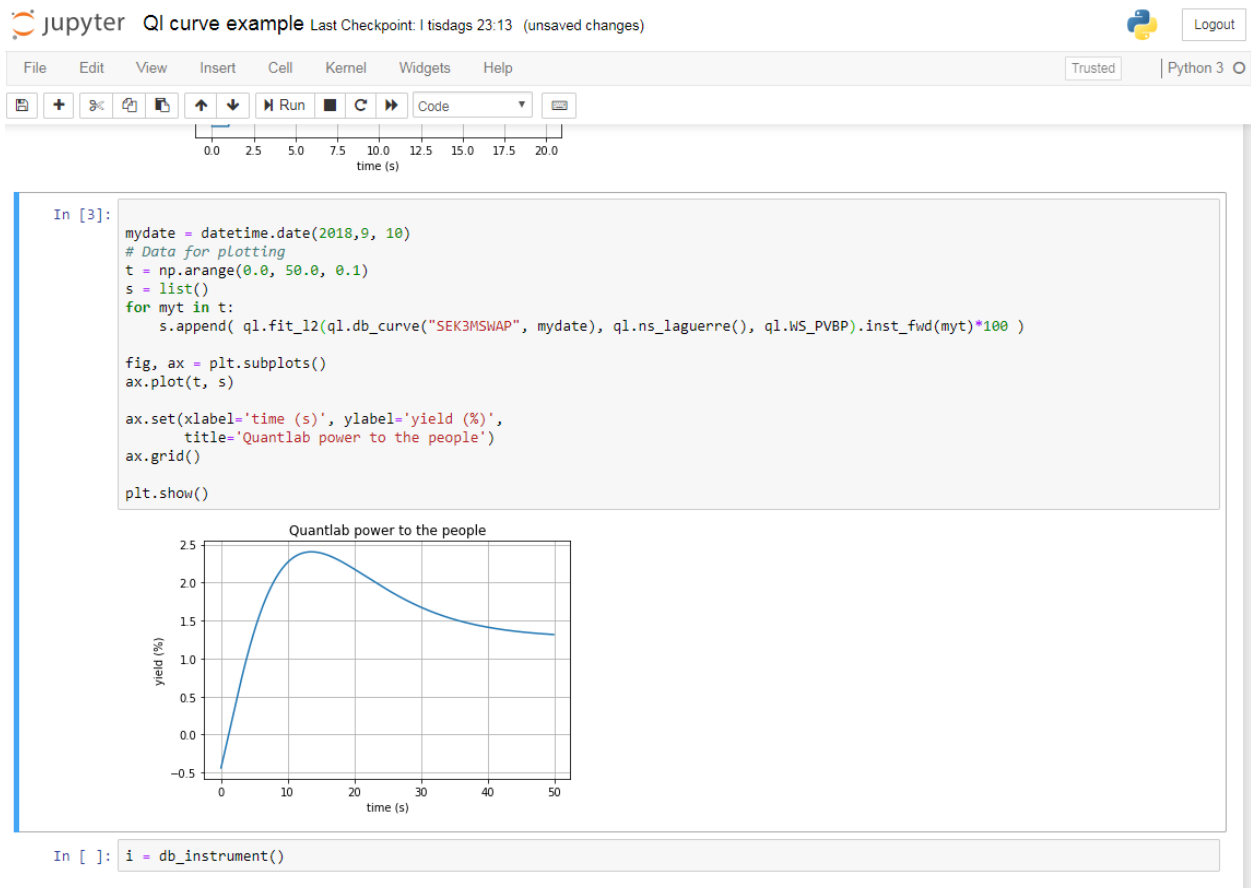 jupyter Ql curve example Last Checkpoint: I tisdags 23:13 (unsaved changes) Logout
File Edit View Insert Cell Kernel Widgets Help Trusted Python 3
Run Code
0.0 2.5 5.0 7.5 10.0 12.5 15.0 17.5 20.0
time (s)
In [3]:
mydate = datetime.date(2018,9, 10)
# Data for plotting
t = np.arange(0.0, 50.0, 0.1)
s = list()
for myt in t:
    s.append( ql.fit_l2(ql.db_curve("SEK3MSWAP", mydate), ql.ns_laguerre(), ql.WS_PVBP).inst_fwd(myt)*100 )
fig, ax = plt.subplots()
ax.plot(t, s)
ax.set(xlabel='time (s)', ylabel='yield (%)',
       title='Quantlab power to the people')
ax.grid()
plt.show()
Quantlab power to the people
2.5
2.0
1.5
1.0
0.5
0.0
−0.5
yield (%)
0 10 20 30 40 50
time (s)
In [ ]: i = db_instrument()